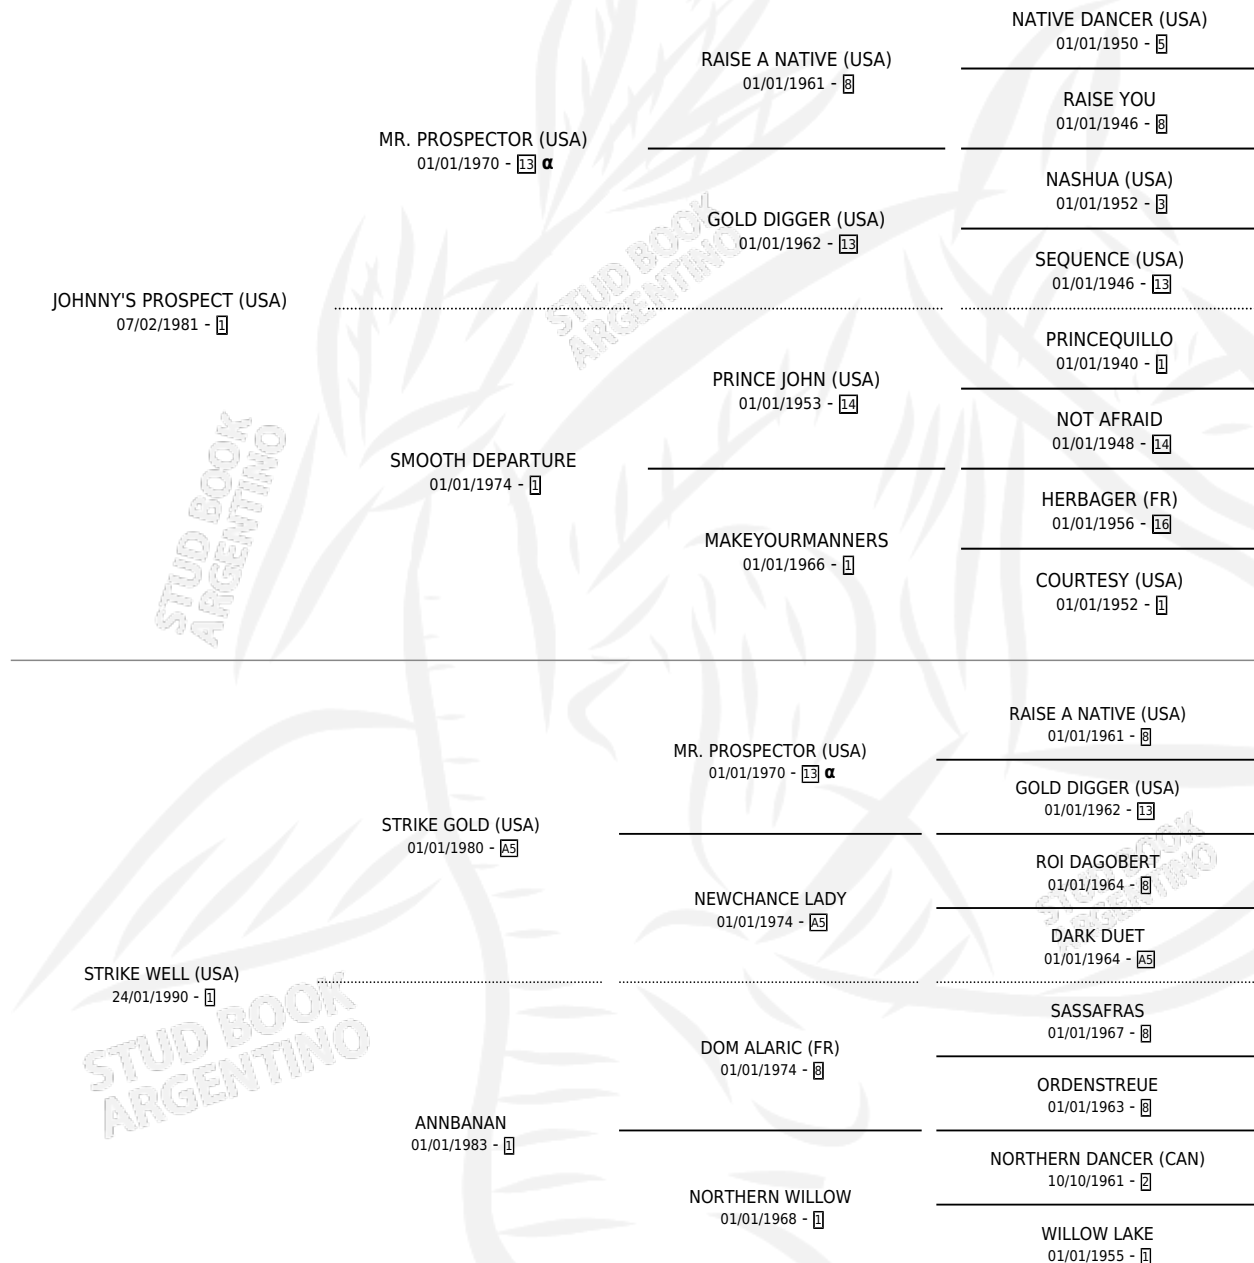 NATIVE DANCER (USA)
01/01/1950 - 5
RAISE A NATIVE (USA)
01/01/1961 - 8
RAISE YOU
01/01/1946 - 8
MR. PROSPECTOR (USA)
01/01/1970 - 13 α
NASHUA (USA)
01/01/1952 - 3
GOLD DIGGER (USA)
01/01/1962 - 13
SEQUENCE (USA)
01/01/1946 - 13
JOHNNY'S PROSPECT (USA)
07/02/1981 - 1
PRINCEQUILLO
01/01/1940 - 1
PRINCE JOHN (USA)
01/01/1953 - 14
NOT AFRAID
01/01/1948 - 14
SMOOTH DEPARTURE
01/01/1974 - 1
HERBAGER (FR)
01/01/1956 - 16
MAKEYOURMANNERS
01/01/1966 - 1
COURTESY (USA)
01/01/1952 - 1
STUD BOOK
ARGENTINO
STUD BOOK
ARGENTINO
RAISE A NATIVE (USA)
01/01/1961 - 8
MR. PROSPECTOR (USA)
01/01/1970 - 13 α
GOLD DIGGER (USA)
01/01/1962 - 13
STRIKE GOLD (USA)
01/01/1980 - A5
ROI DAGOBERT
01/01/1964 - 8
NEWCHANCE LADY
01/01/1974 - A5
DARK DUET
01/01/1964 - A5
STRIKE WELL (USA)
24/01/1990 - 1
SASSAFRAS
01/01/1967 - 8
DOM ALARIC (FR)
01/01/1974 - 8
ORDENSTREUE
01/01/1963 - 8
ANNBANAN
01/01/1983 - 1
NORTHERN DANCER (CAN)
10/10/1961 - 2
NORTHERN WILLOW
01/01/1968 - 1
WILLOW LAKE
01/01/1955 - 1
STUD BOOK
ARGENTINO
STUD BOOK
ARGENTINO